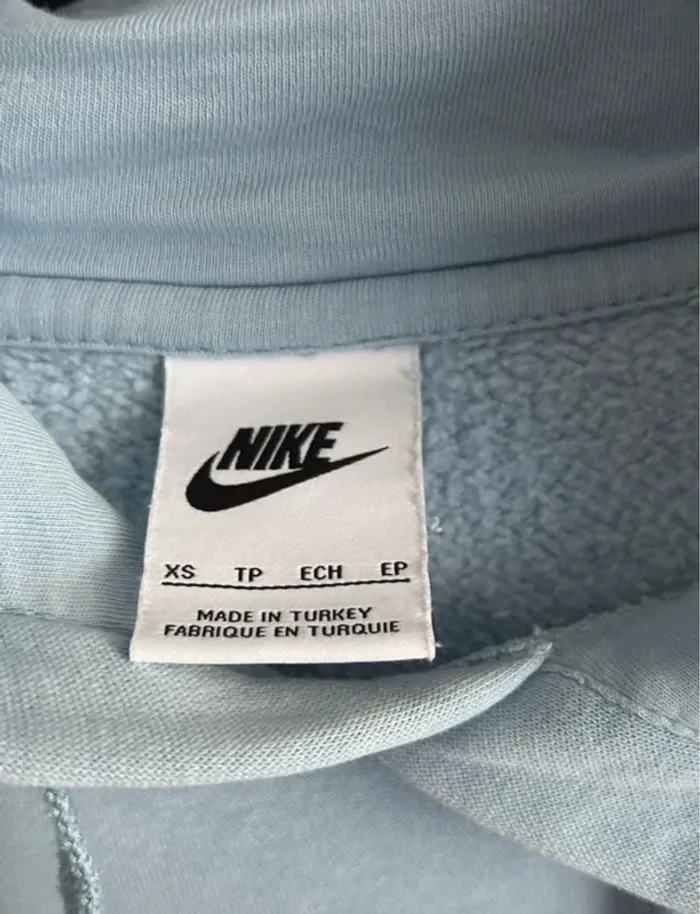 NIKE
XS TP ECH EP
MADE IN TURKEY
FABRIQUE EN TURQUIE